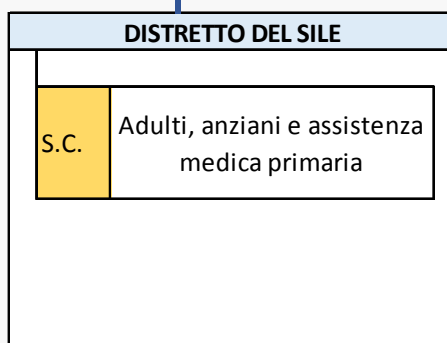 DISTRETTO DEL SILE
S.C.
Adulti, anziani e assistenza
medica primaria